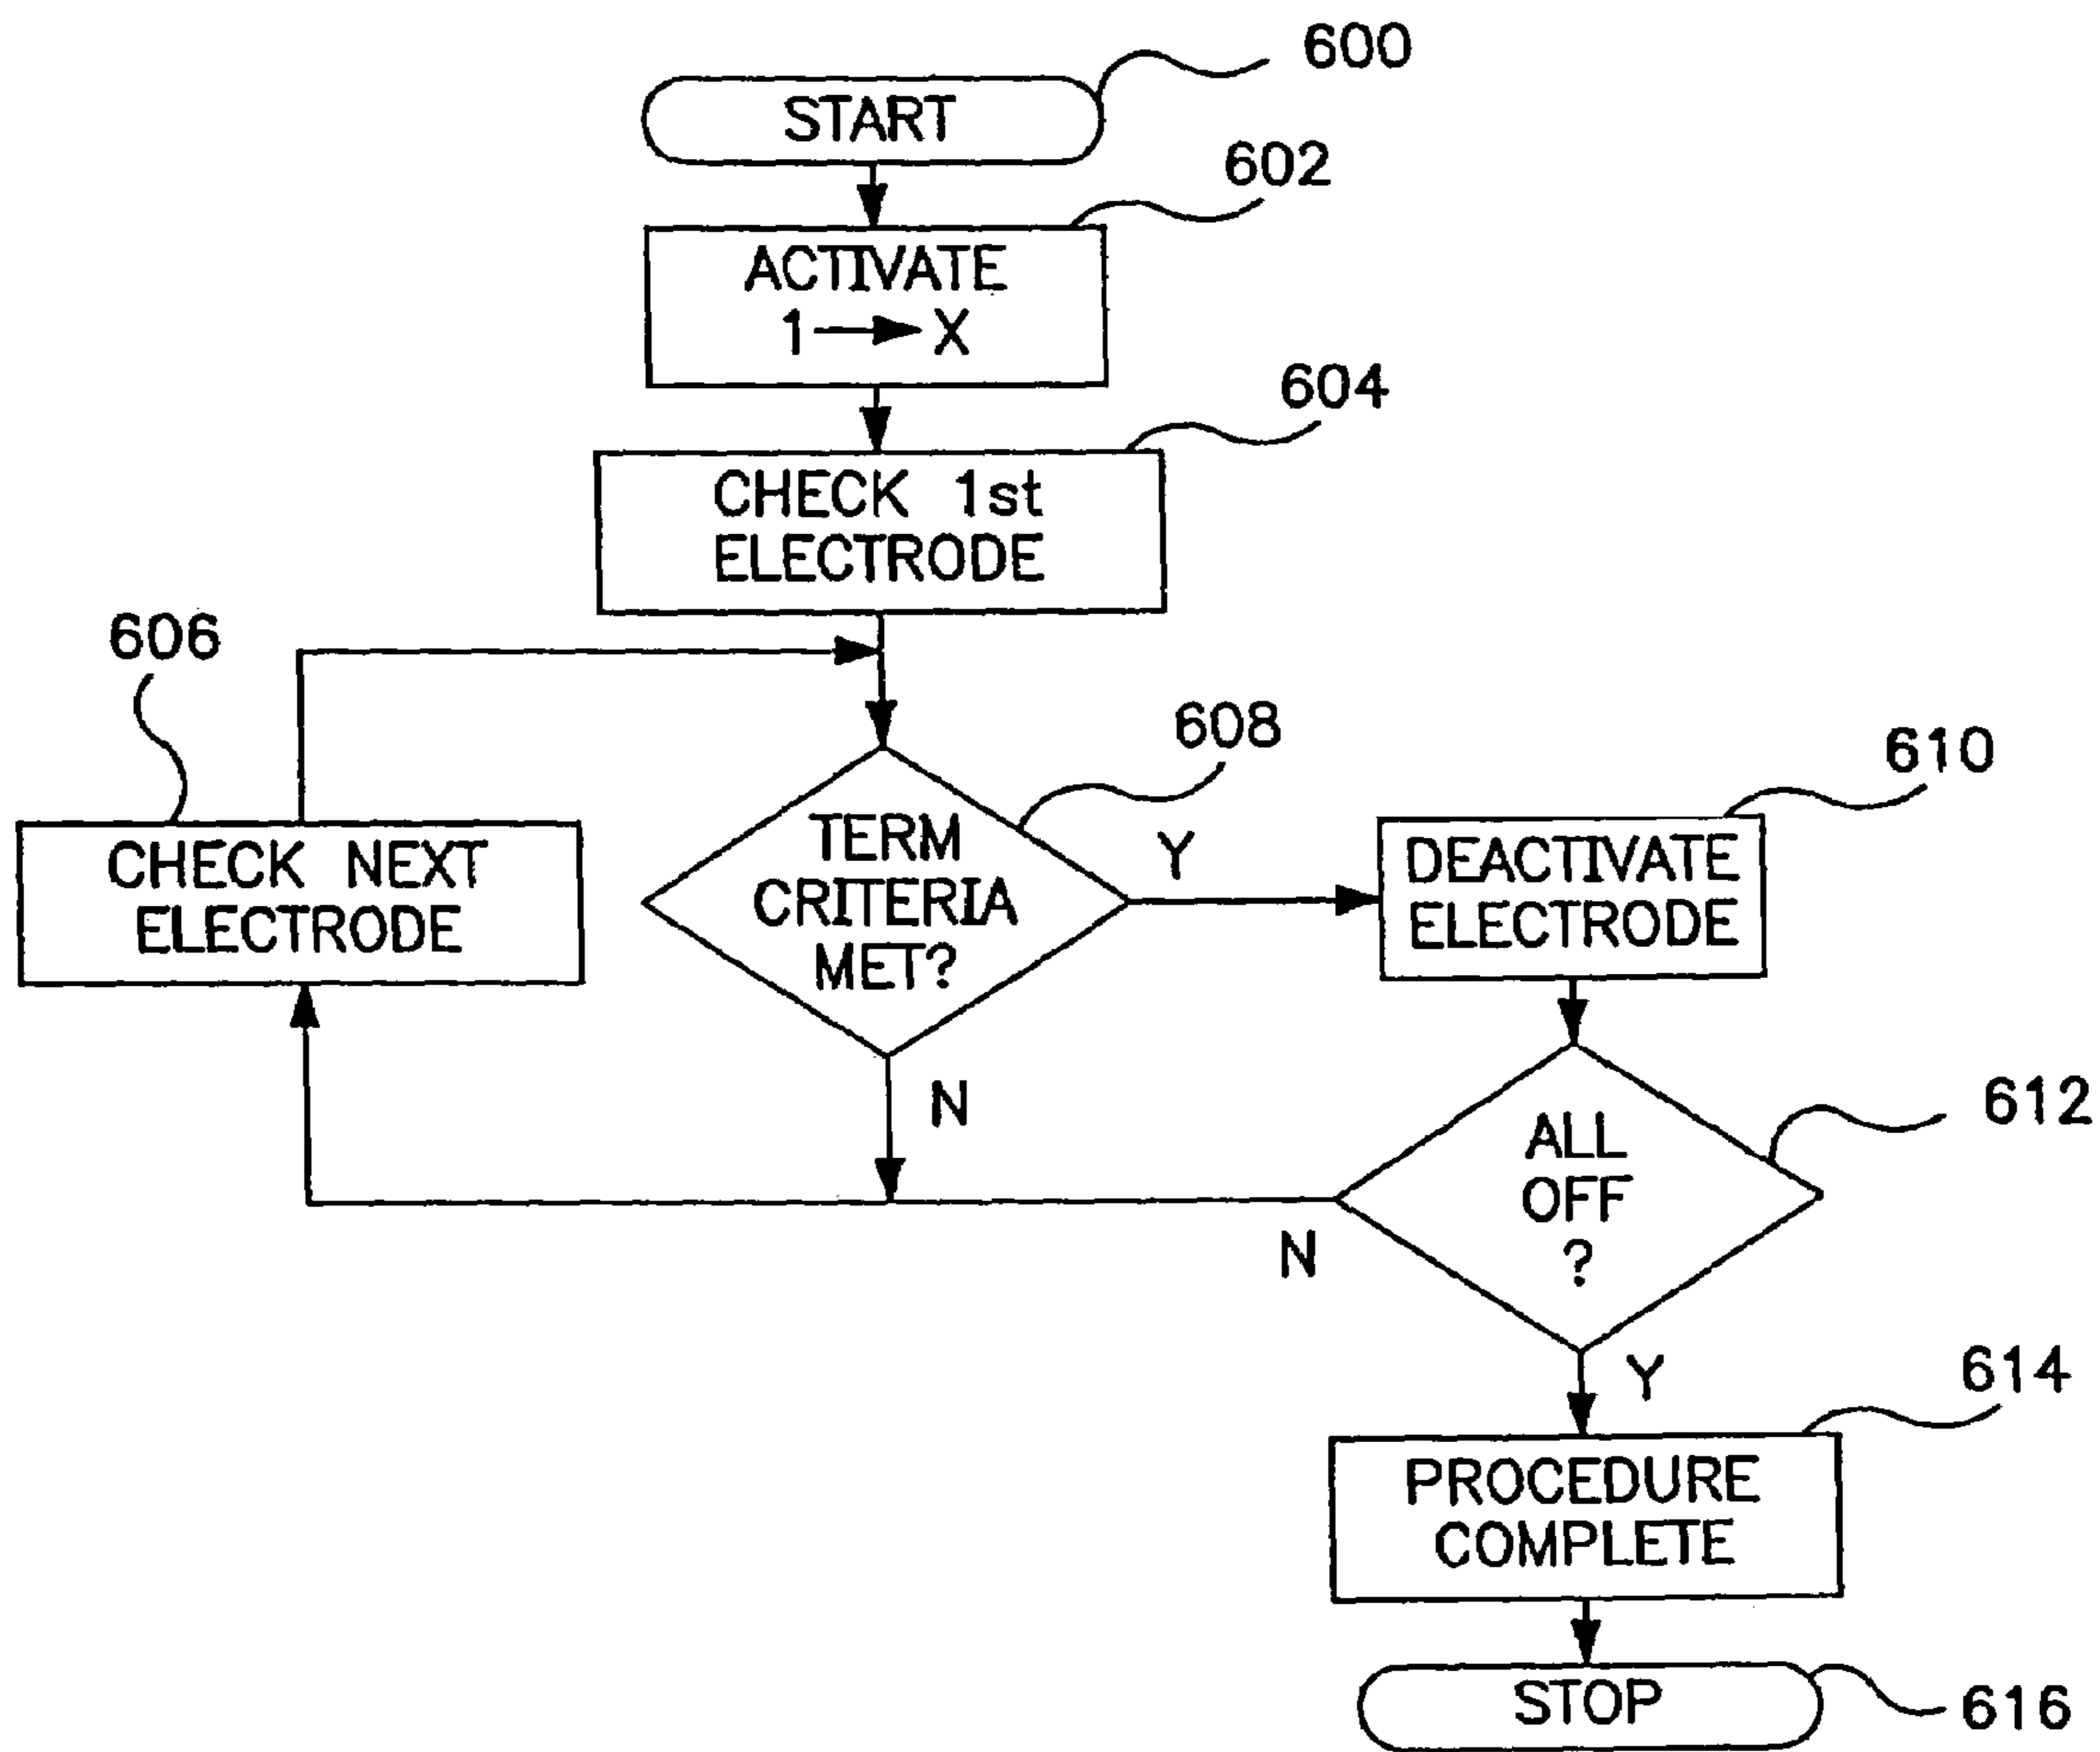 600
START
602
ACTIVATE
1 → X
604
CHECK 1st
ELECTRODE
606
CHECK NEXT
ELECTRODE
608
TERM
CRITERIA
MET?
Y
N
610
DEACTIVATE
ELECTRODE
612
ALL
OFF
?
N
Y
614
PROCEDURE
COMPLETE
STOP
616